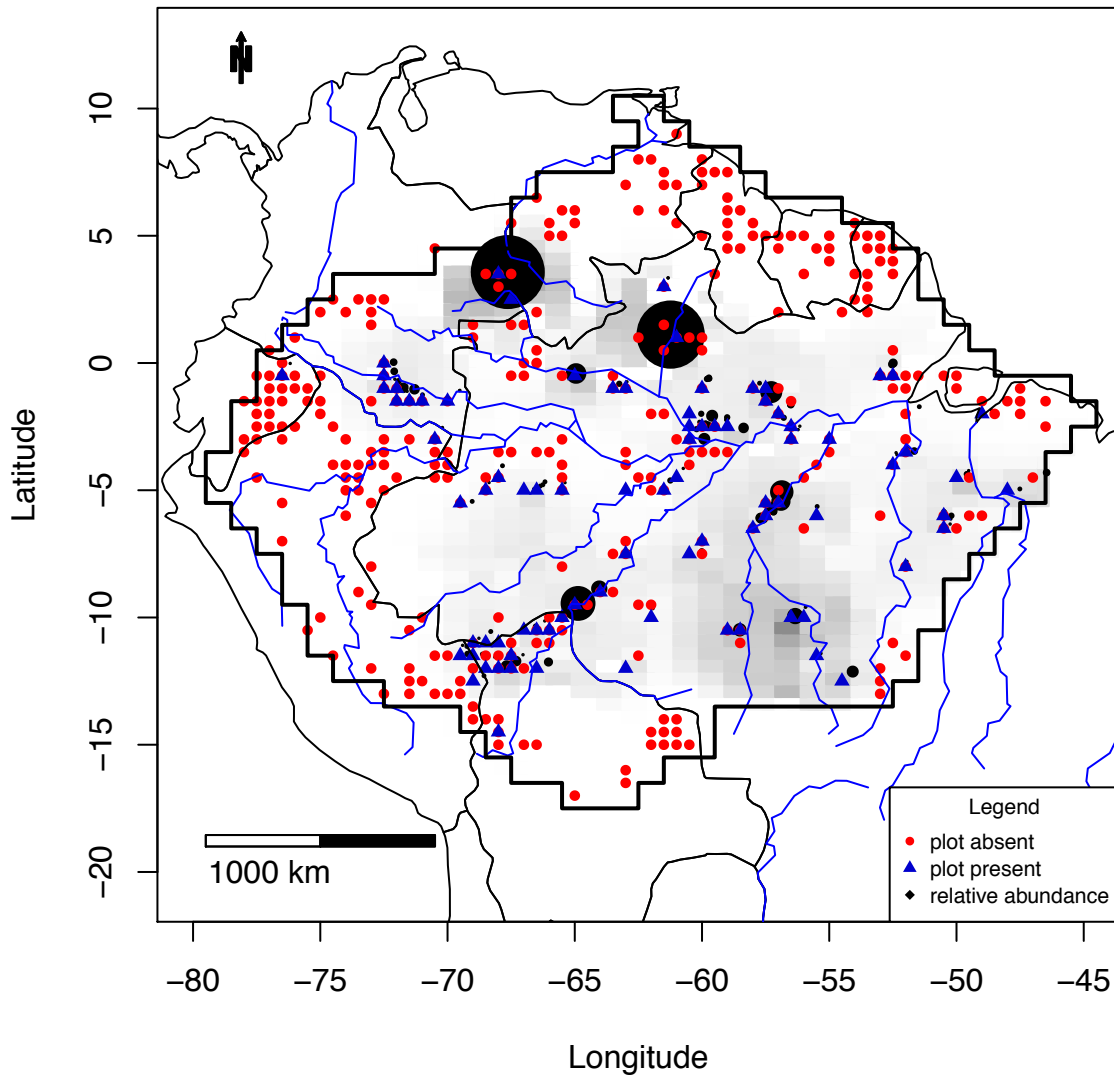 N
10
5
0
−5
−10
−15
−20
Latitude
1000 km
Legend
plot absent
plot present
relative abundance
−80
−75
−70
−65
−60
−55
−50
−45
Longitude